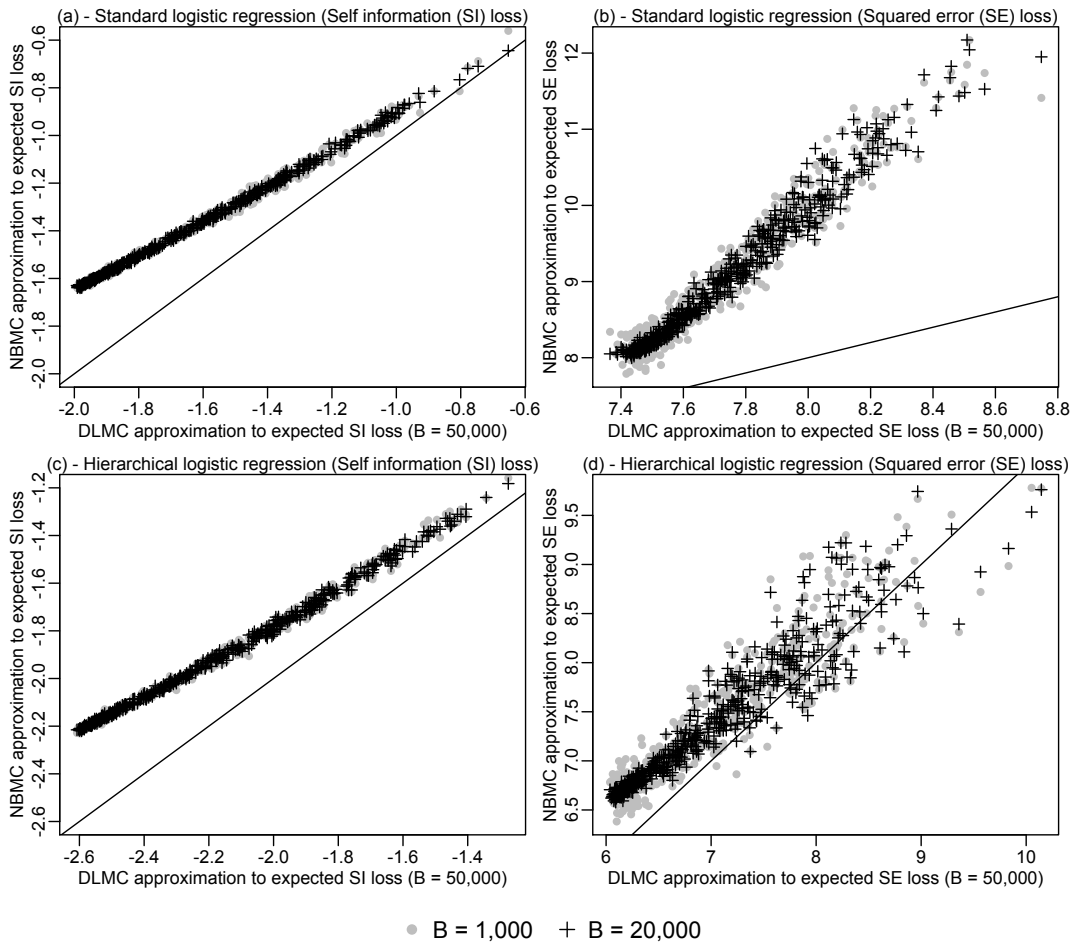 (a) - Standard logistic regression (Self information (SI) loss)
NBMC approximation to expected SI loss
-0.6
-0.8
-1.0
-1.2
-1.4
-1.6
-1.8
-2.0
-2.0 -1.8 -1.6 -1.4 -1.2 -1.0 -0.8 -0.6
DLMC approximation to expected SI loss (B = 50,000)
(b) - Standard logistic regression (Squared error (SE) loss)
NBMC approximation to expected SE loss
12
11
10
9
8
7.4 7.6 7.8 8.0 8.2 8.4 8.6 8.8
DLMC approximation to expected SE loss (B = 50,000)
(c) - Hierarchical logistic regression (Self information (SI) loss)
NBMC approximation to expected SI loss
-1.2
-1.4
-1.6
-1.8
-2.0
-2.2
-2.4
-2.6
-2.6 -2.4 -2.2 -2.0 -1.8 -1.6 -1.4
DLMC approximation to expected SI loss (B = 50,000)
(d) - Hierarchical logistic regression (Squared error (SE) loss)
NBMC approximation to expected SE loss
9.5
9.0
8.5
8.0
7.5
7.0
6.5
6 7 8 9 10
DLMC approximation to expected SE loss (B = 50,000)
B = 1,000 + B = 20,000